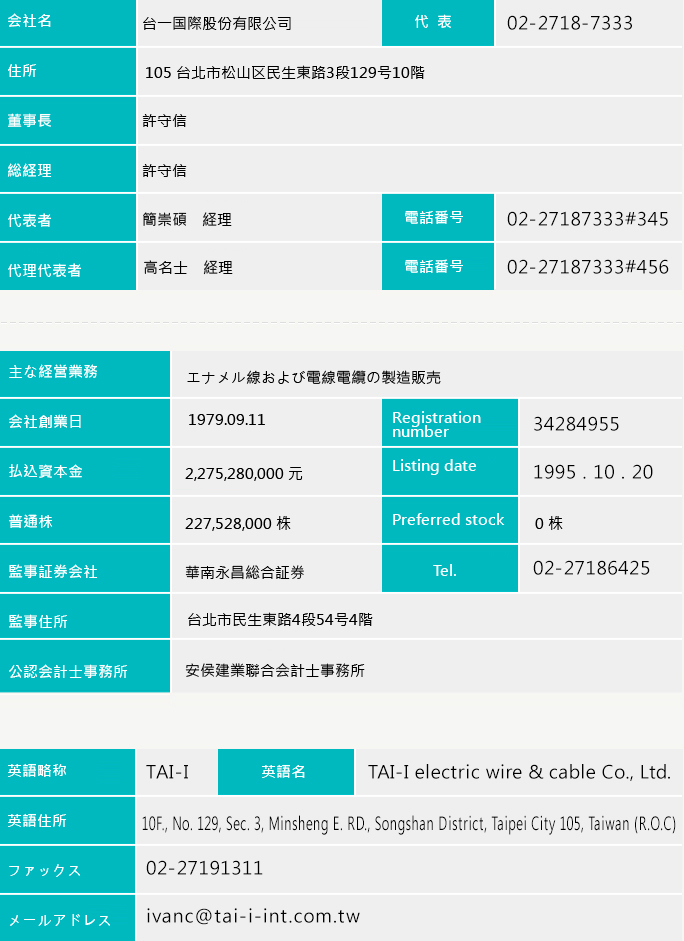 会社名 台一国際股份有限公司 代 表 02-2718-7333
住所 105 台北市松山区民生東路3段129号10階
董事長 許守信
総経理 許守信
代表者 簡崇碩　経理 電話番号 02-27187333#345
代理代表者 高名士　経理 電話番号 02-27187333#456
主な経営業務 エナメル線および電線電纜の製造販売
会社創業日 1979.09.11 Registration
number 34284955
払込資本金 2,275,280,000 元 Listing date 1995 . 10 . 20
普通株 227,528,000 株 Preferred stock 0 株
監事証券会社 華南永昌総合証券 Tel. 02-27186425
監事住所 台北市民生東路4段54号4階
公認会計士事務所 安侯建業聯合会計士事務所
英語略称 TAI-I 英語名 TAI-I electric wire & cable Co., Ltd.
英語住所 10F., No. 129, Sec. 3, Minsheng E. RD., Songshan District, Taipei City 105, Taiwan (R.O.C)
ファックス 02-27191311
メールアドレス ivanc@tai-i-int.com.tw